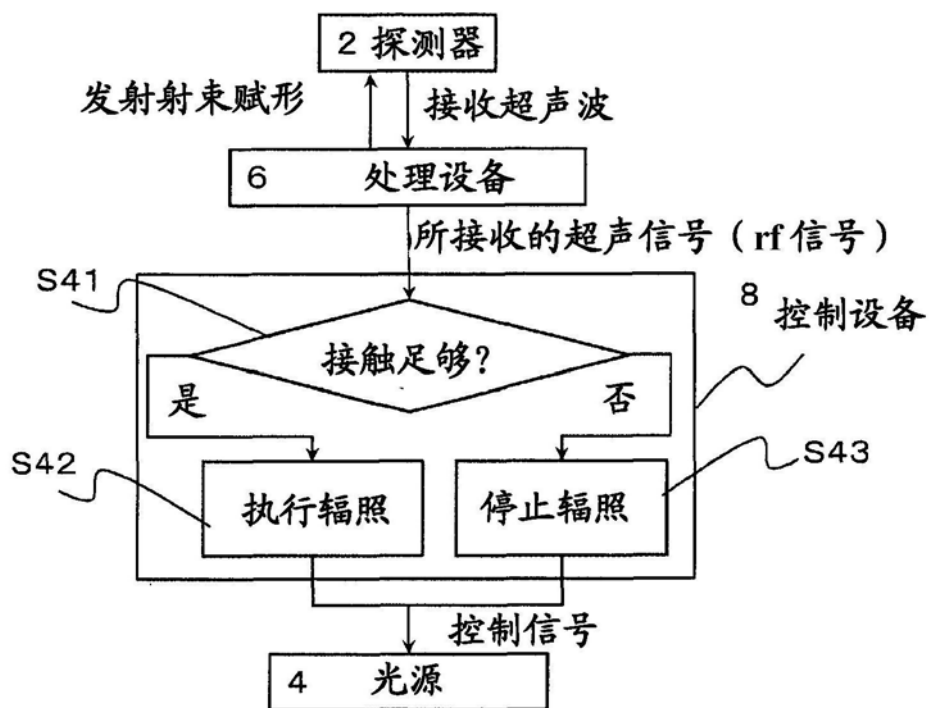 2 探测器
发射射束赋形
接收超声波
6 处理设备
所接收的超声信号（rf 信号）
S41
8 控制设备
接触足够？
是
否
S42
S43
执行辐照
停止辐照
控制信号
4 光源